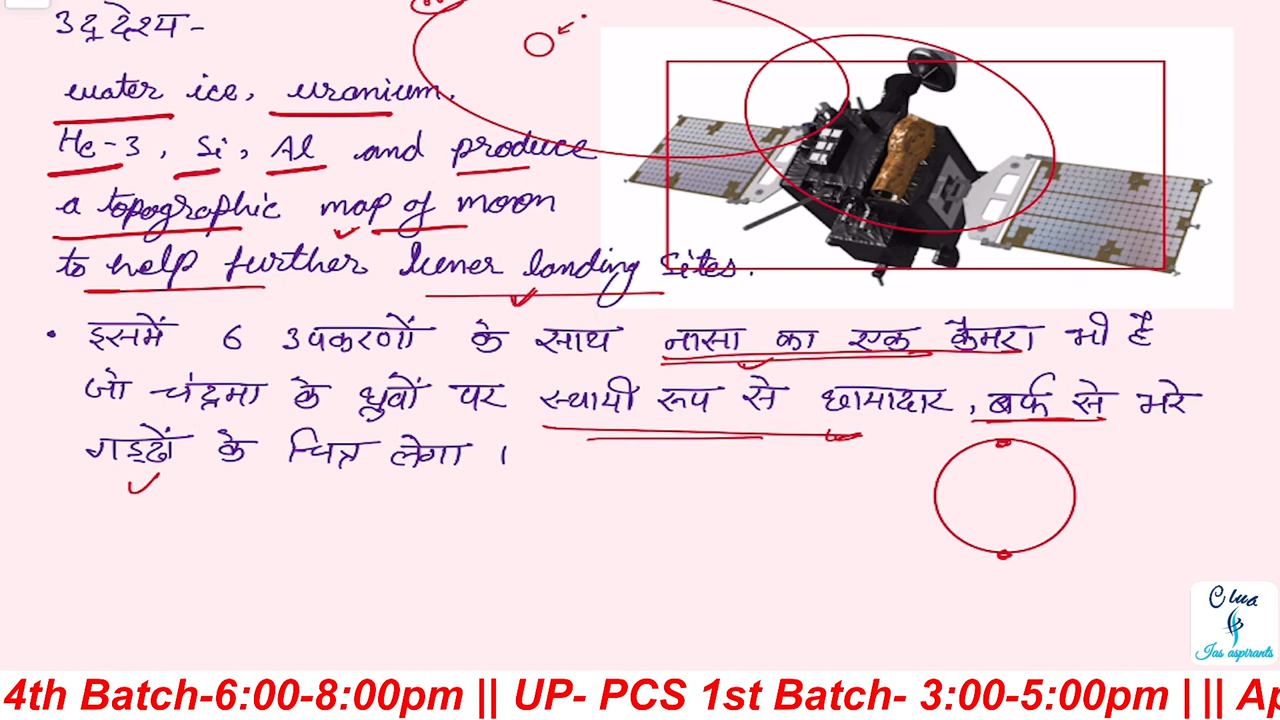 उद्देश्य -
water ice, uranium,
He-3, Si, Al and produce
a topographic map of moon
to help further luner landing sites.
• इसमें 6 उपकरणों के साथ नासा का एक कैमरा भी है
जो चंद्रमा के ध्रुवों पर स्थायी रूप से छायादार, बर्फ से भरे
गड्ढों के चित्र लेगा ।
Clue
Ias aspirants
4th Batch-6:00-8:00pm || UP- PCS 1st Batch- 3:00-5:00pm | || Ap